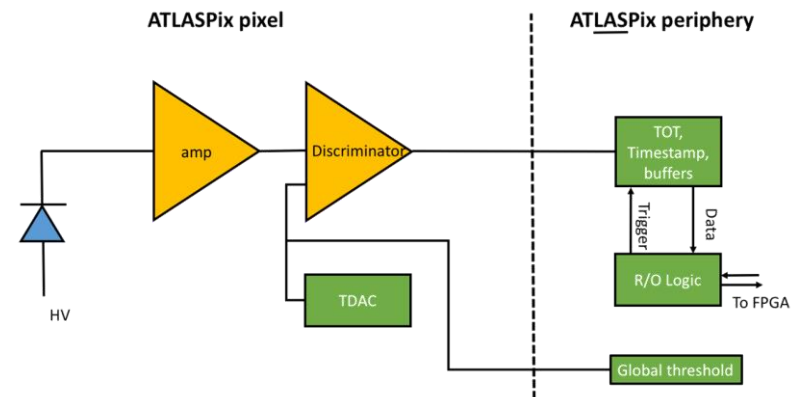 ATLASPix pixel
ATLASPix periphery
amp
Discriminator
TOT,
Timestamp,
buffers
Trigger
Data
R/O Logic
To FPGA
TDAC
HV
Global threshold